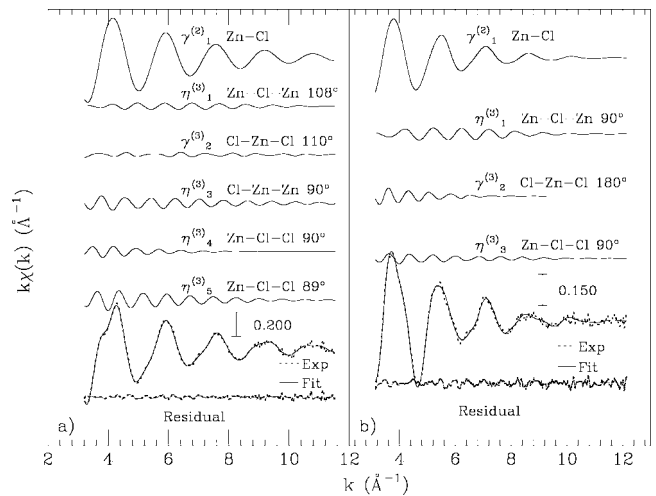 γ(2)1 Zn-Cl
η(3)1 Zn-Cl-Zn 108°
γ(3)2 Cl-Zn-Cl 110°
η(3)3 Cl-Zn-Zn 90°
η(3)4 Zn-Cl-Cl 90°
η(3)5 Zn-Cl-Cl 89°
0.200
Exp
Fit
Residual
a)
γ(2)1 Zn-Cl
η(3)1 Zn-Cl-Zn 90°
γ(3)2 Cl-Zn-Cl 180°
η(3)3 Zn-Cl-Cl 90°
0.150
Exp
Fit
Residual
b)
kχ(k) (Å-1)
2 4 6 8 10 12 4 6 8 10 12
k (Å-1)